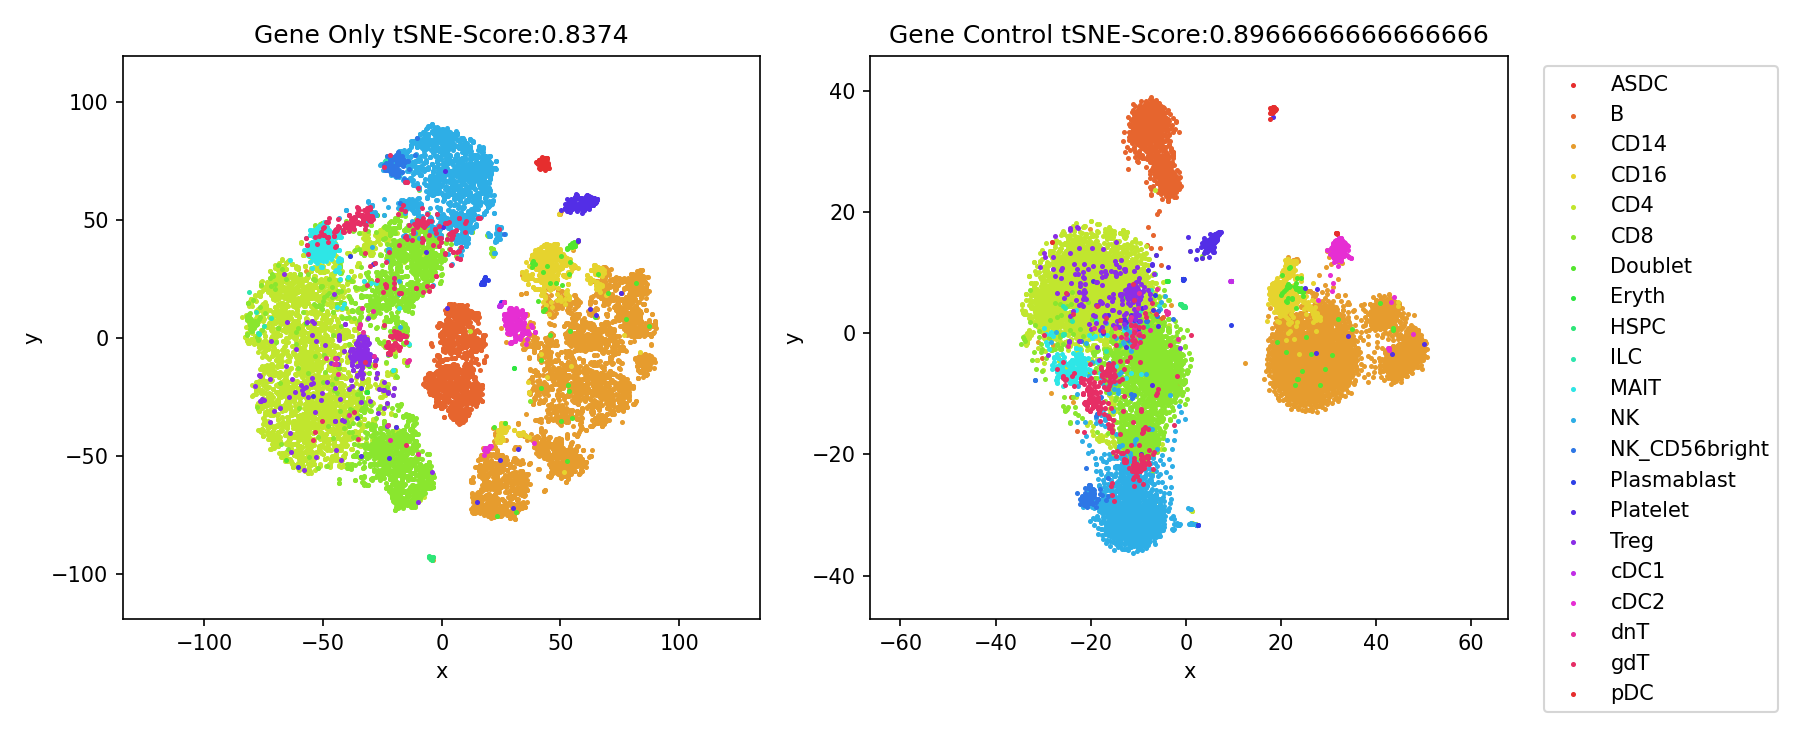 Gene Only tSNE-Score:0.8374
100
50
0
−50
−100
y
−100
−50
0
50
100
x
Gene Control tSNE-Score:0.8966666666666666
40
20
0
−20
−40
y
−60
−40
−20
0
20
40
60
x
ASDC
B
CD14
CD16
CD4
CD8
Doublet
Eryth
HSPC
ILC
MAIT
NK
NK_CD56bright
Plasmablast
Platelet
Treg
cDC1
cDC2
dnT
gdT
pDC